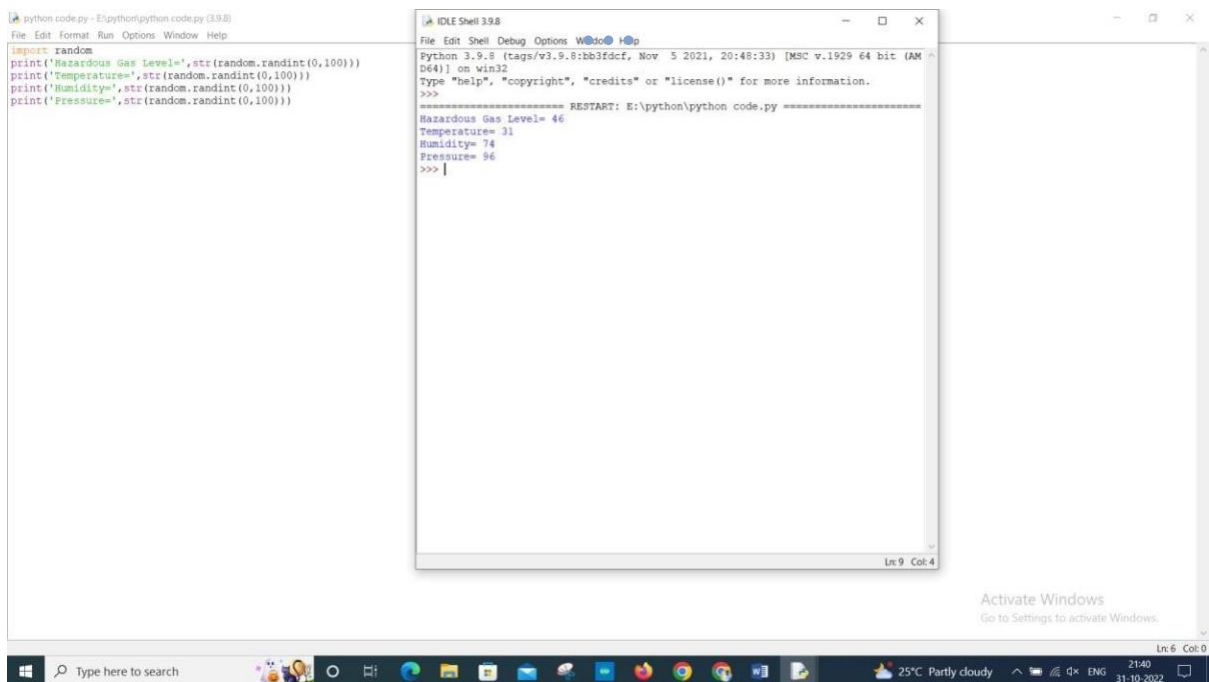 python code.py - E:\python\python code.py (3.9.8)
File Edit Format Run Options Window Help
import random
print('Hazardous Gas Level=',str(random.randint(0,100)))
print('Temperature=',str(random.randint(0,100)))
print('Humidity=',str(random.randint(0,100)))
print('Pressure=',str(random.randint(0,100)))
IDLE Shell 3.9.8
File Edit Shell Debug Options
Python 3.9.8 (tags/v3.9.8:bb3fdcf, Nov 5 2021, 20:48:33) [MSC v.1929 64 bit (AM
D64)] on win32
Type "help", "copyright", "credits" or "license()" for more information.
>>>
======================= RESTART: E:\python\python code.py ======================
Hazardous Gas Level= 46
Temperature= 31
Humidity= 74
Pressure= 96
>>>
Ln: 9 Col: 4
Activate Windows
Go to Settings to activate Windows.
Ln: 6 Col: 0
Type here to search
25°C Partly cloudy
ENG
21:40
31-10-2022